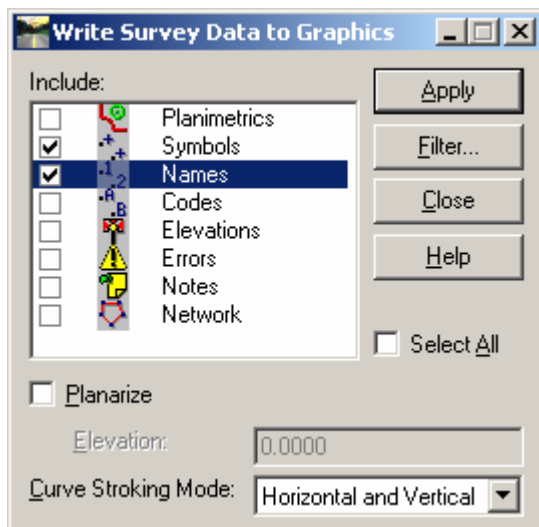 Write Survey Data to Graphics
Include:
Planimetrics
Symbols
Names
Codes
Elevations
Errors
Notes
Network
Apply
Filter...
Close
Help
Select All
Planarize
Elevation:
0.0000
Curve Stroking Mode:
Horizontal and Vertical